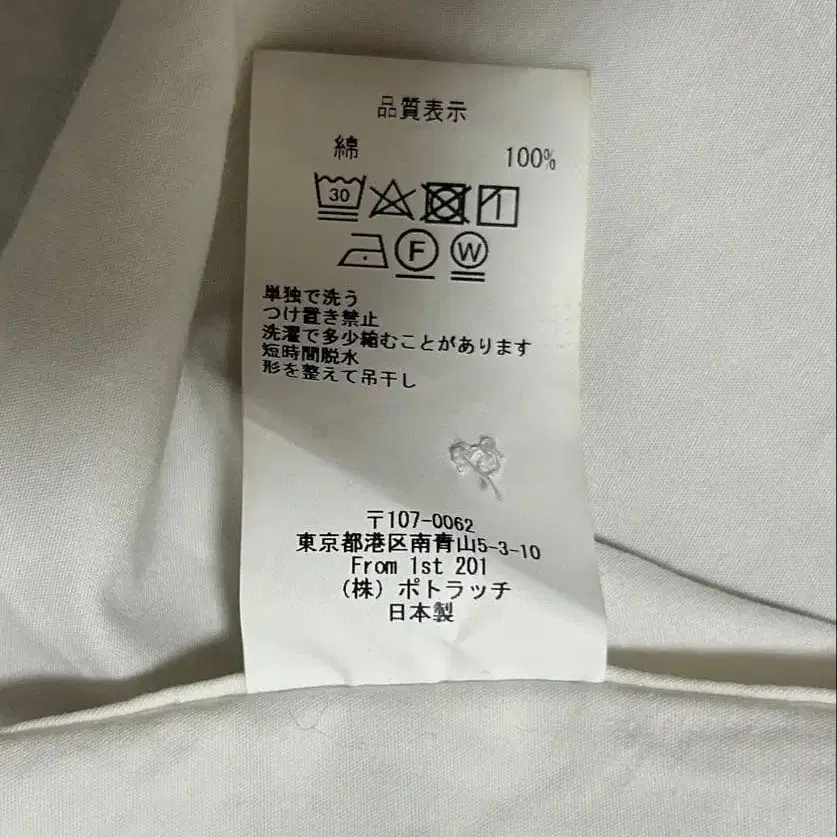 品質表示
綿 100%
30
F W
単独で洗う
つけ置き禁止
洗濯で多少縮むことがあります
短時間脱水
形を整えて吊干し
〒107-0062
東京都港区南青山5-3-10
From 1st 201
(株) ポトラッチ
日本製